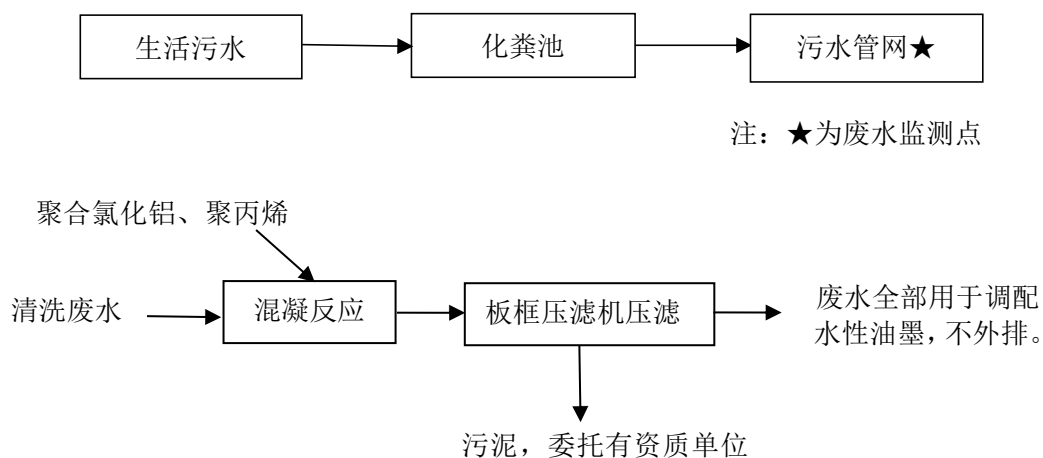 生活污水
化粪池
污水管网★
注：★为废水监测点
聚合氯化铝、聚丙烯
清洗废水
混凝反应
板框压滤机压滤
废水全部用于调配
水性油墨，不外排。
污泥，委托有资质单位